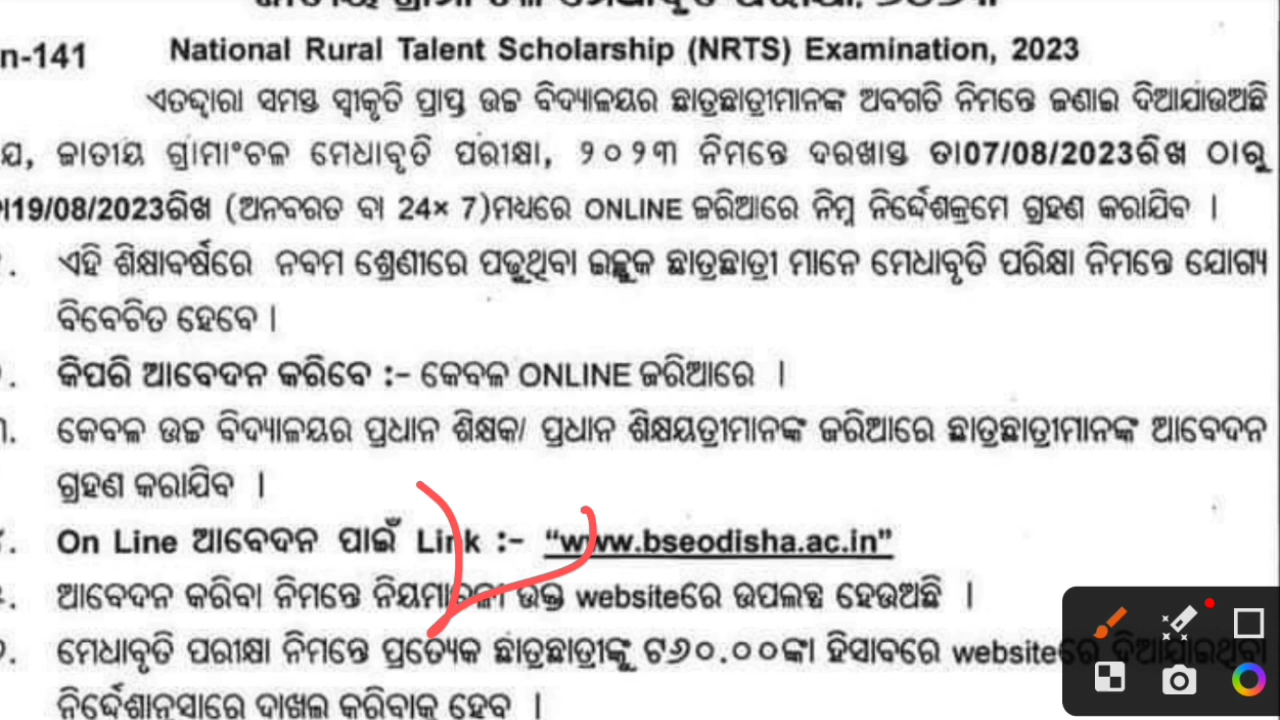 n-141 National Rural Talent Scholarship (NRTS) Examination, 2023
ଏତଦ୍ଦ୍ୱାରା ସମସ୍ତ ସ୍ୱୀକୃତି ପ୍ରାପ୍ତ ଉଚ୍ଚ ବିଦ୍ୟାଳୟର ଛାତ୍ରଛାତ୍ରୀମାନଙ୍କ ଅବଗତି ନିମନ୍ତେ ଜଣାଇ ଦିଆଯାଉଅଛି
ଯେ, ଜାତୀୟ ଗ୍ରାମାଂଚଳ ମେଧାବୃତି ପରୀକ୍ଷା, ୨୦୨୩ ନିମନ୍ତେ ଦରଖାସ୍ତ ତା07/08/2023ରିଖ ଠାରୁ
19/08/2023ରିଖ (ଅନବରତ ବା 24× 7)ମଧ୍ୟରେ ONLINE ଜରିଆରେ ନିମ୍ନ ନିର୍ଦ୍ଦେଶକ୍ରମେ ଗ୍ରହଣ କରାଯିବ ।
ଏହି ଶିକ୍ଷାବର୍ଷରେ ନବମ ଶ୍ରେଣୀରେ ପଢୁଥିବା ଇଚ୍ଛୁକ ଛାତ୍ରଛାତ୍ରୀ ମାନେ ମେଧାବୃତି ପରିକ୍ଷା ନିମନ୍ତେ ଯୋଗ୍ୟ
ବିବେଚିତ ହେବେ ।
କିପରି ଆବେଦନ କରିବେ :– କେବଳ ONLINE ଜରିଆରେ ।
୩. କେବଳ ଉଚ୍ଚ ବିଦ୍ୟାଳୟର ପ୍ରଧାନ ଶିକ୍ଷକ/ ପ୍ରଧାନ ଶିକ୍ଷୟତ୍ରୀମାନଙ୍କ ଜରିଆରେ ଛାତ୍ରଛାତ୍ରୀମାନଙ୍କ ଆବେଦନ
ଗ୍ରହଣ କରାଯିବ ।
On Line ଆବେଦନ ପାଇଁ Link :– “www.bseodisha.ac.in”
ଆବେଦନ କରିବା ନିମନ୍ତେ ନିୟମାବଳୀ ଉକ୍ତ websiteରେ ଉପଲବ୍ଧ ହେଉଅଛି ।
ମେଧାବୃତି ପରୀକ୍ଷା ନିମନ୍ତେ ପ୍ରତ୍ୟେକ ଛାତ୍ରଛାତ୍ରୀଙ୍କୁ ଟ୬୦.୦୦ଙ୍କା ହିସାବରେ websiteରେ ଦିଆଯାଇଥିବା
ନିର୍ଦ୍ଦେଶାନୁସାରେ ଦାଖଲ କରିବାକୁ ହେବ ।